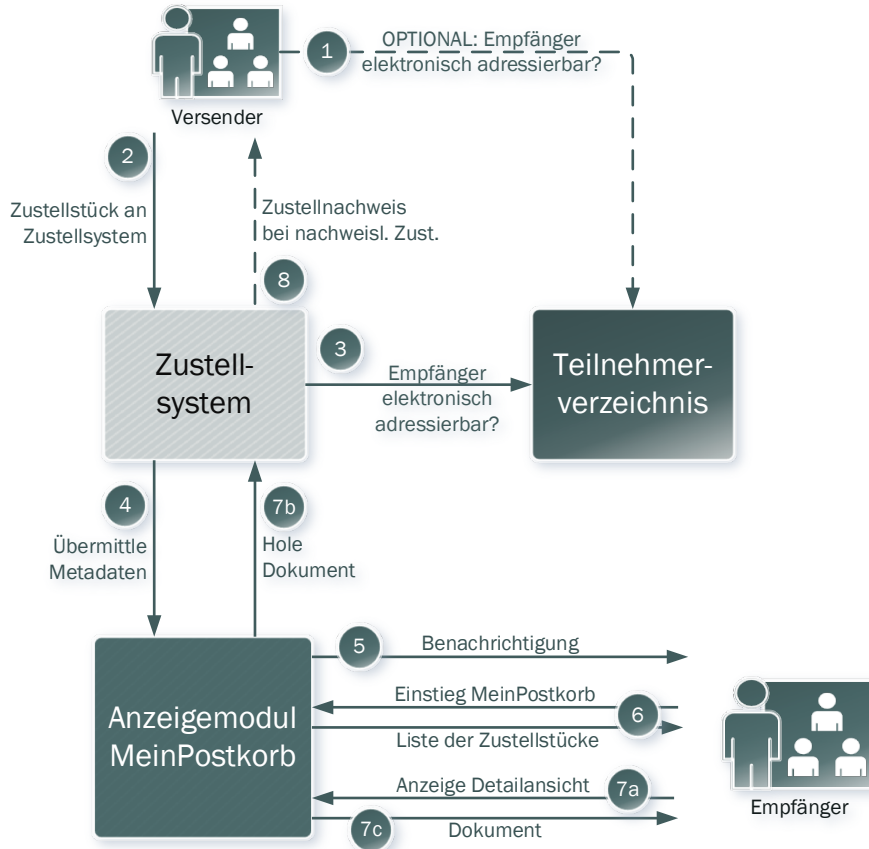 1
OPTIONAL: Empfänger
elektronisch adressierbar?
Versender
2
Zustellstück an
Zustellsystem
Zustellnachweis
bei nachweisl. Zust.
8
Zustell-
system
3
Empfänger
elektronisch
adressierbar?
Teilnehmer-
verzeichnis
4
Übermittle
Metadaten
7b
Hole
Dokument
Anzeigemodul
MeinPostkorb
5
Benachrichtigung
Einstieg MeinPostkorb
6
Liste der Zustellstücke
Anzeige Detailansicht
7a
7c
Dokument
Empfänger